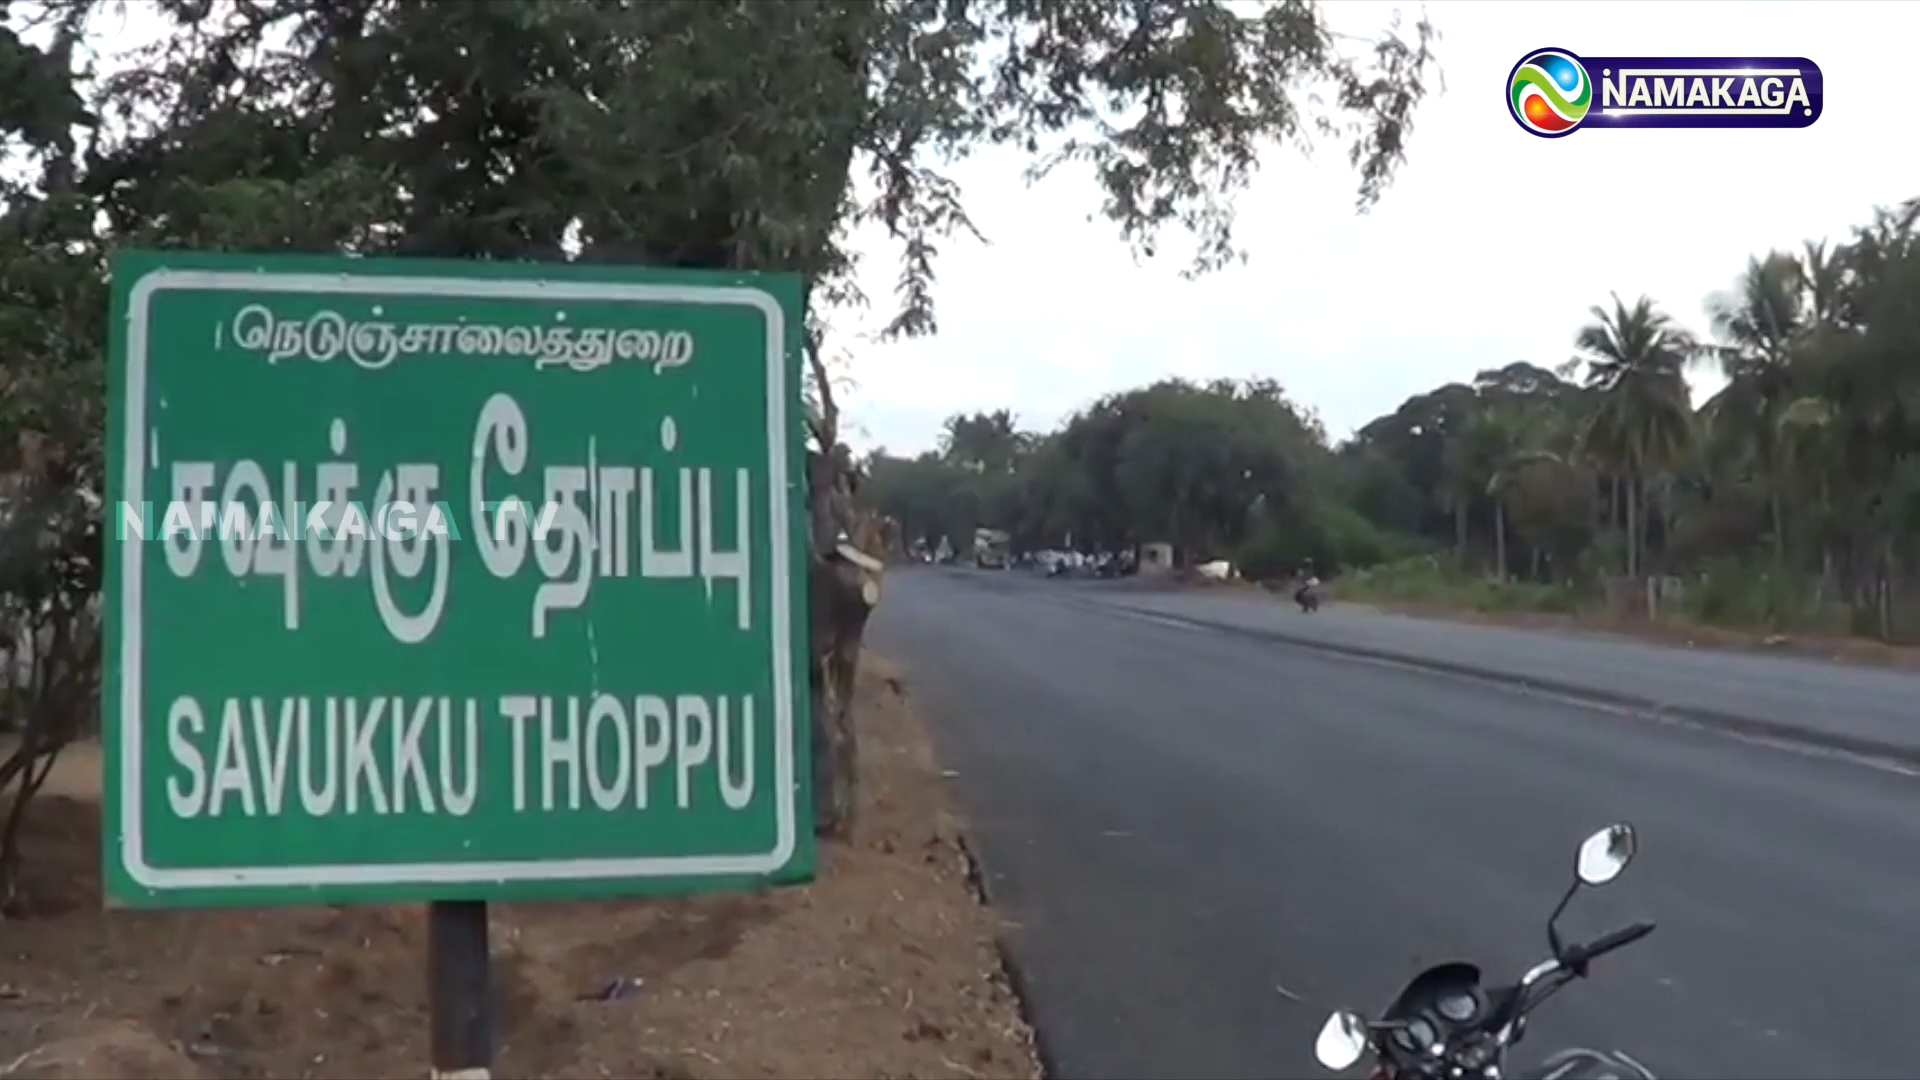 NAMAKAGA
நெடுஞ்சாலைத்துறை
சவுக்கு தோப்பு
NAMAKAGA TV
SAVUKKU THOPPU